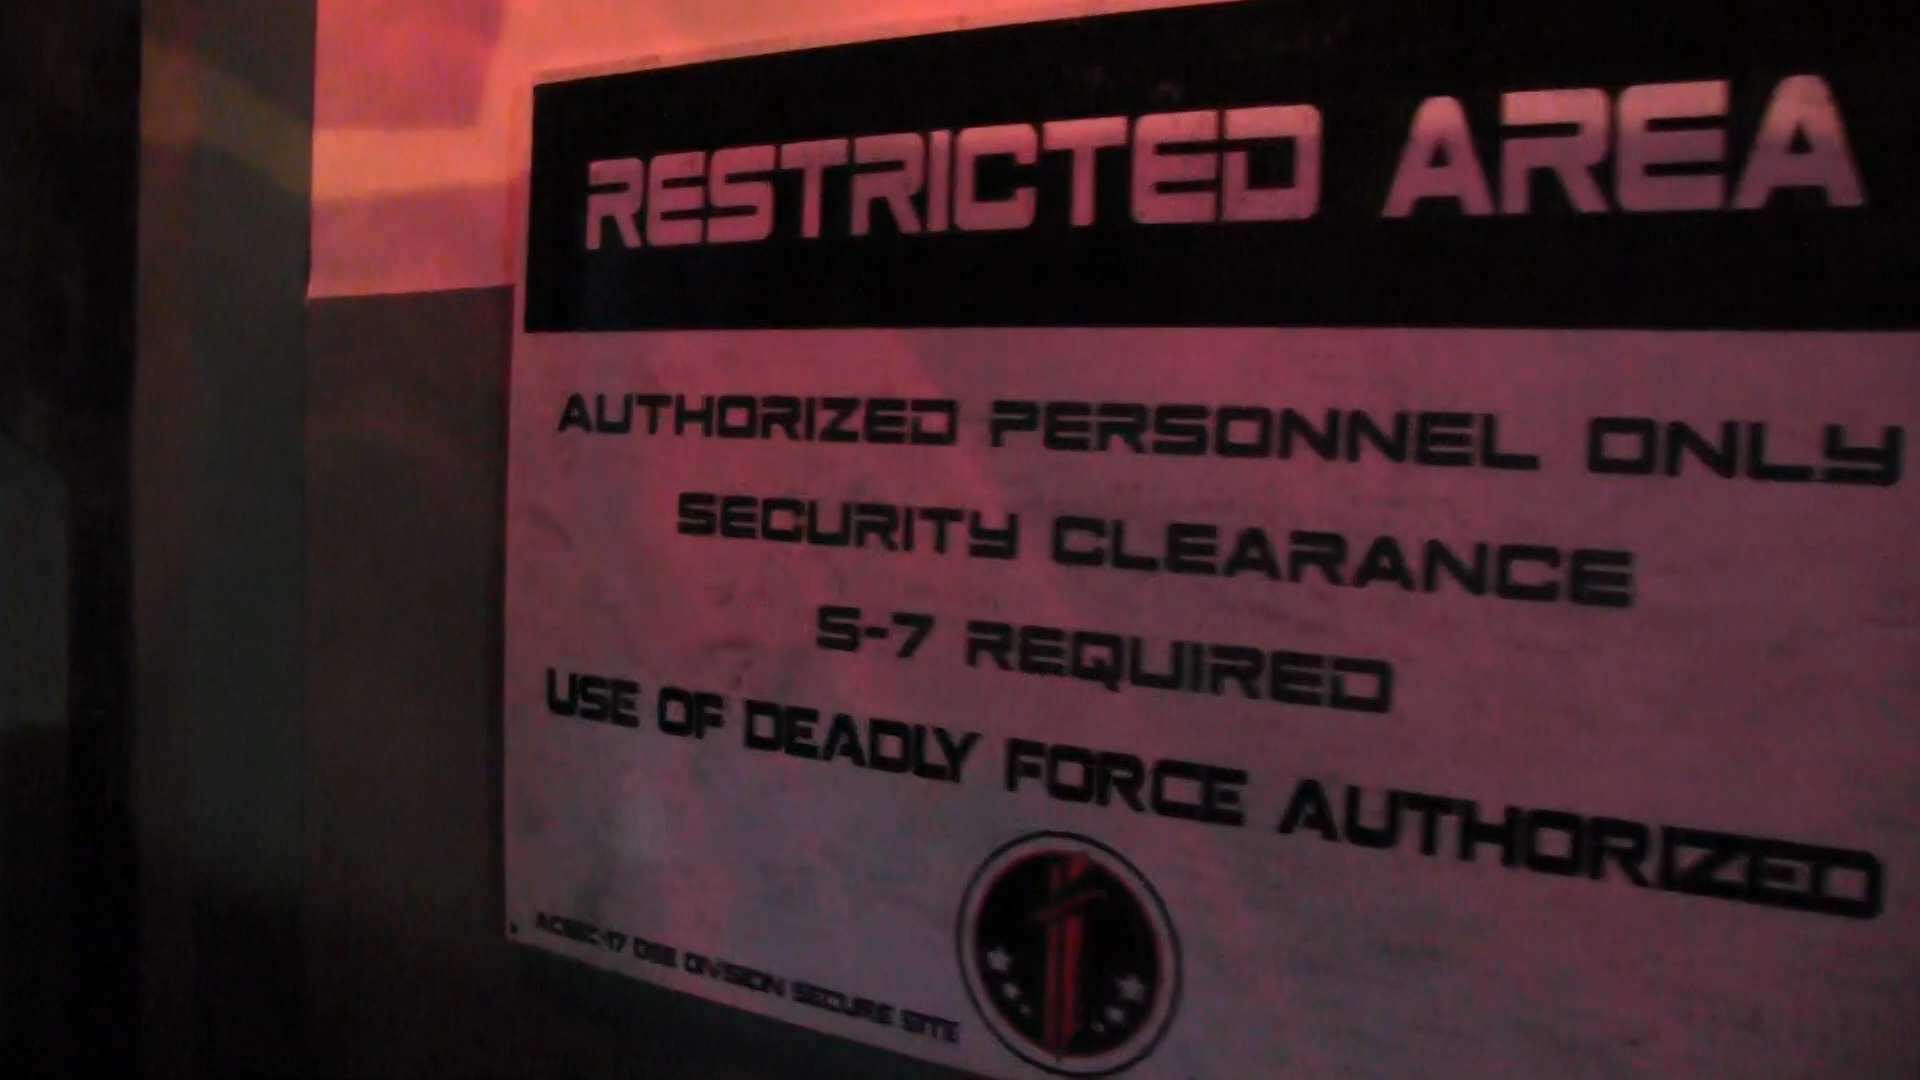 RESTRICTED AREA
AUTHORIZED PERSONNEL ONLY
SECURITY CLEARANCE
S-7 REQUIRED
USE OF DEADLY FORCE AUTHORIZED
DIVISION SECURE SITE